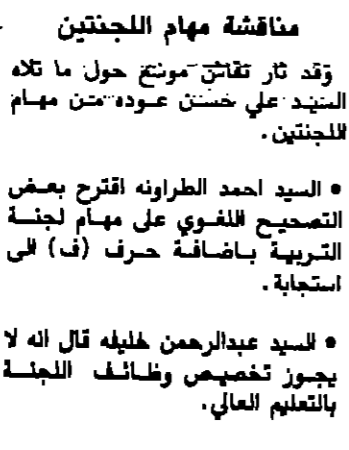 مناقشة مهام اللجنتين
وقد ثار نقاش موسع حول ما تلاه
السيد علي حسن عوده من مهام
اللجنتين.
• السيد احمد الطراونه اقترح بعض
التصحيح اللغوي على مهام لجنة
التربية باضافة حرف (ف) الى
استجابة.
• السيد عبدالرحمن خليفه قال انه لا
يجوز تخصيص وظائف اللجنة
بالتعليم العالي.